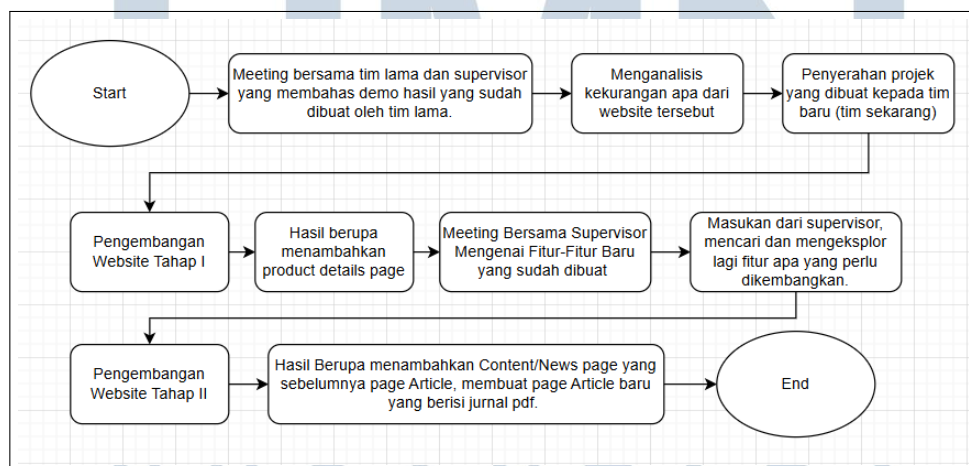 Start
Meeting bersama tim lama dan supervisor
yang membahas demo hasil yang sudah
dibuat oleh tim lama.
Menganalisis
kekurangan apa dari
website tersebut
Penyerahan projek
yang dibuat kepada tim
baru (tim sekarang)
Pengembangan
Website Tahap I
Hasil berupa
menambahkan
product details page
Meeting Bersama Supervisor
Mengenai Fitur-Fitur Baru
yang sudah dibuat
Masukan dari supervisor,
mencari dan mengeksplor
lagi fitur apa yang perlu
dikembangkan.
Pengembangan
Website Tahap II
Hasil Berupa menambahkan Content/News page yang
sebelumnya page Article, membuat page Article baru
yang berisi jurnal pdf.
End